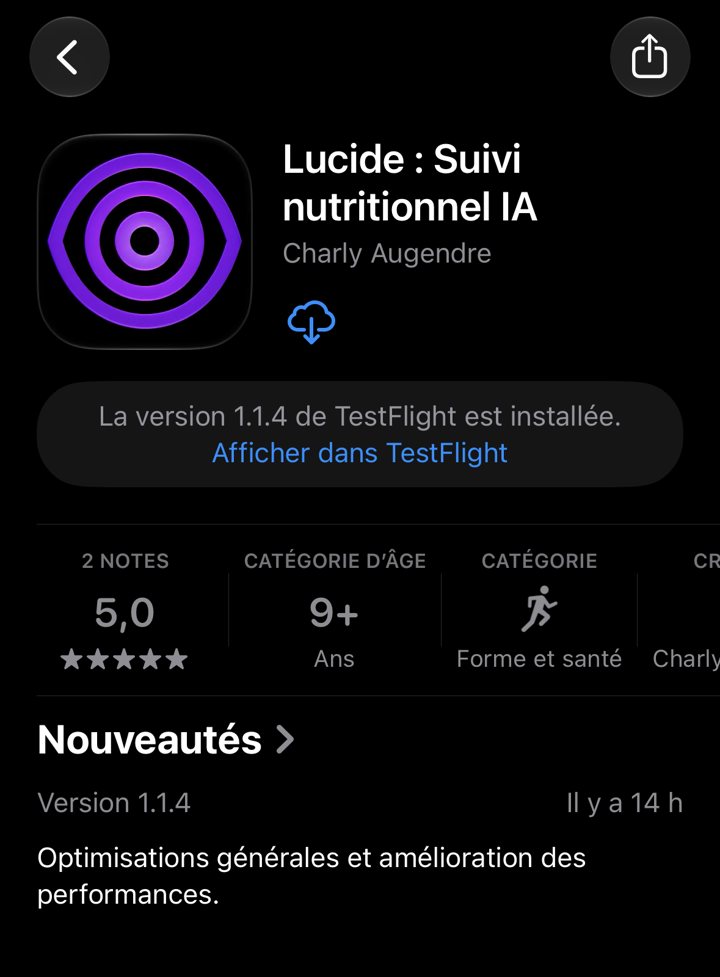 Lucide : Suivi
nutritionnel IA
Charly Augendre
La version 1.1.4 de TestFlight est installée.
Afficher dans TestFlight
2 NOTES
5,0
CATÉGORIE D’ÂGE
9+
Ans
CATÉGORIE
Forme et santé
CR
Charly
Nouveautés
Version 1.1.4
Il y a 14 h
Optimisations générales et amélioration des
performances.